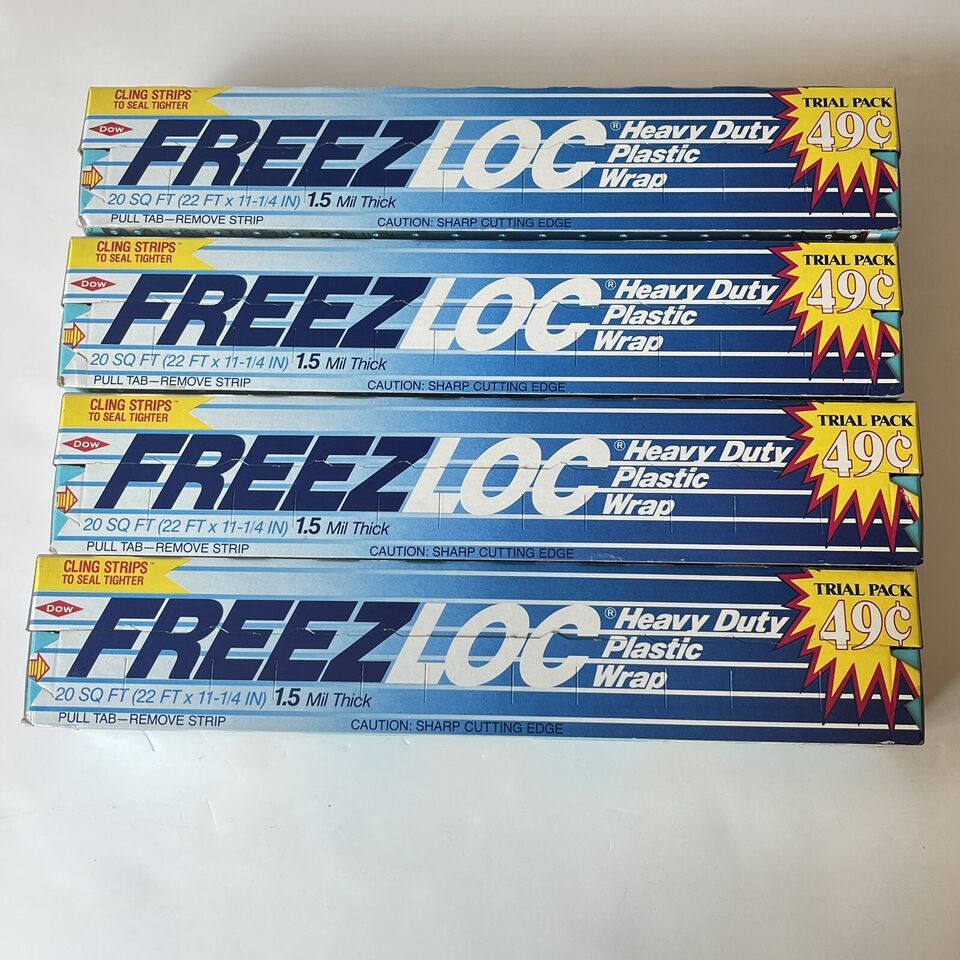 CLING STRIPS™
TO SEAL TIGHTER
TRIAL PACK
49¢
Dow
FREEZLOC® Heavy Duty
Plastic
Wrap
20 SQ FT (22 FT x 11-1/4 IN) 1.5 Mil Thick
PULL TAB—REMOVE STRIP
CAUTION: SHARP CUTTING EDGE
CLING STRIPS™
TO SEAL TIGHTER
TRIAL PACK
49¢
Dow
FREEZLOC® Heavy Duty
Plastic
Wrap
20 SQ FT (22 FT x 11-1/4 IN) 1.5 Mil Thick
PULL TAB—REMOVE STRIP
CAUTION: SHARP CUTTING EDGE
CLING STRIPS™
TO SEAL TIGHTER
TRIAL PACK
49¢
Dow
FREEZLOC® Heavy Duty
Plastic
Wrap
20 SQ FT (22 FT x 11-1/4 IN) 1.5 Mil Thick
PULL TAB—REMOVE STRIP
CAUTION: SHARP CUTTING EDGE
CLING STRIPS™
TO SEAL TIGHTER
TRIAL PACK
49¢
Dow
FREEZLOC® Heavy Duty
Plastic
Wrap
20 SQ FT (22 FT x 11-1/4 IN) 1.5 Mil Thick
PULL TAB—REMOVE STRIP
CAUTION: SHARP CUTTING EDGE